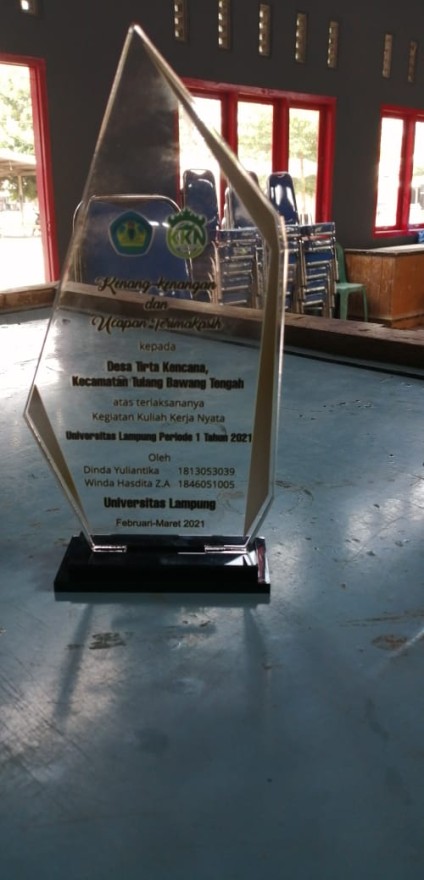 KKN
Kenang-kenangan
dan
Ucapan Terimakasih
kepada
Desa Tirta Kencana,
Kecamatan Tulang Bawang Tengah
atas terlaksananya
Kegiatan Kuliah Kerja Nyata
Universitas Lampung Periode 1 Tahun 2021
Oleh
Dinda Yuliantika 1813053039
Winda Hasdita Z.A 1846051005
Universitas Lampung
Februari-Maret 2021